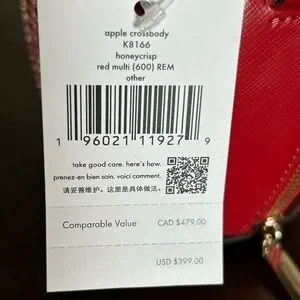 apple crossbody
K8166
honeycrisp
red multi (600) REM
other
1 96021 11927 9
take good care. here's how.
prenez-en bien soin. voici comment.
请妥善维护。这里是具体做法。
Comparable Value CAD $479.00
USD $399.00